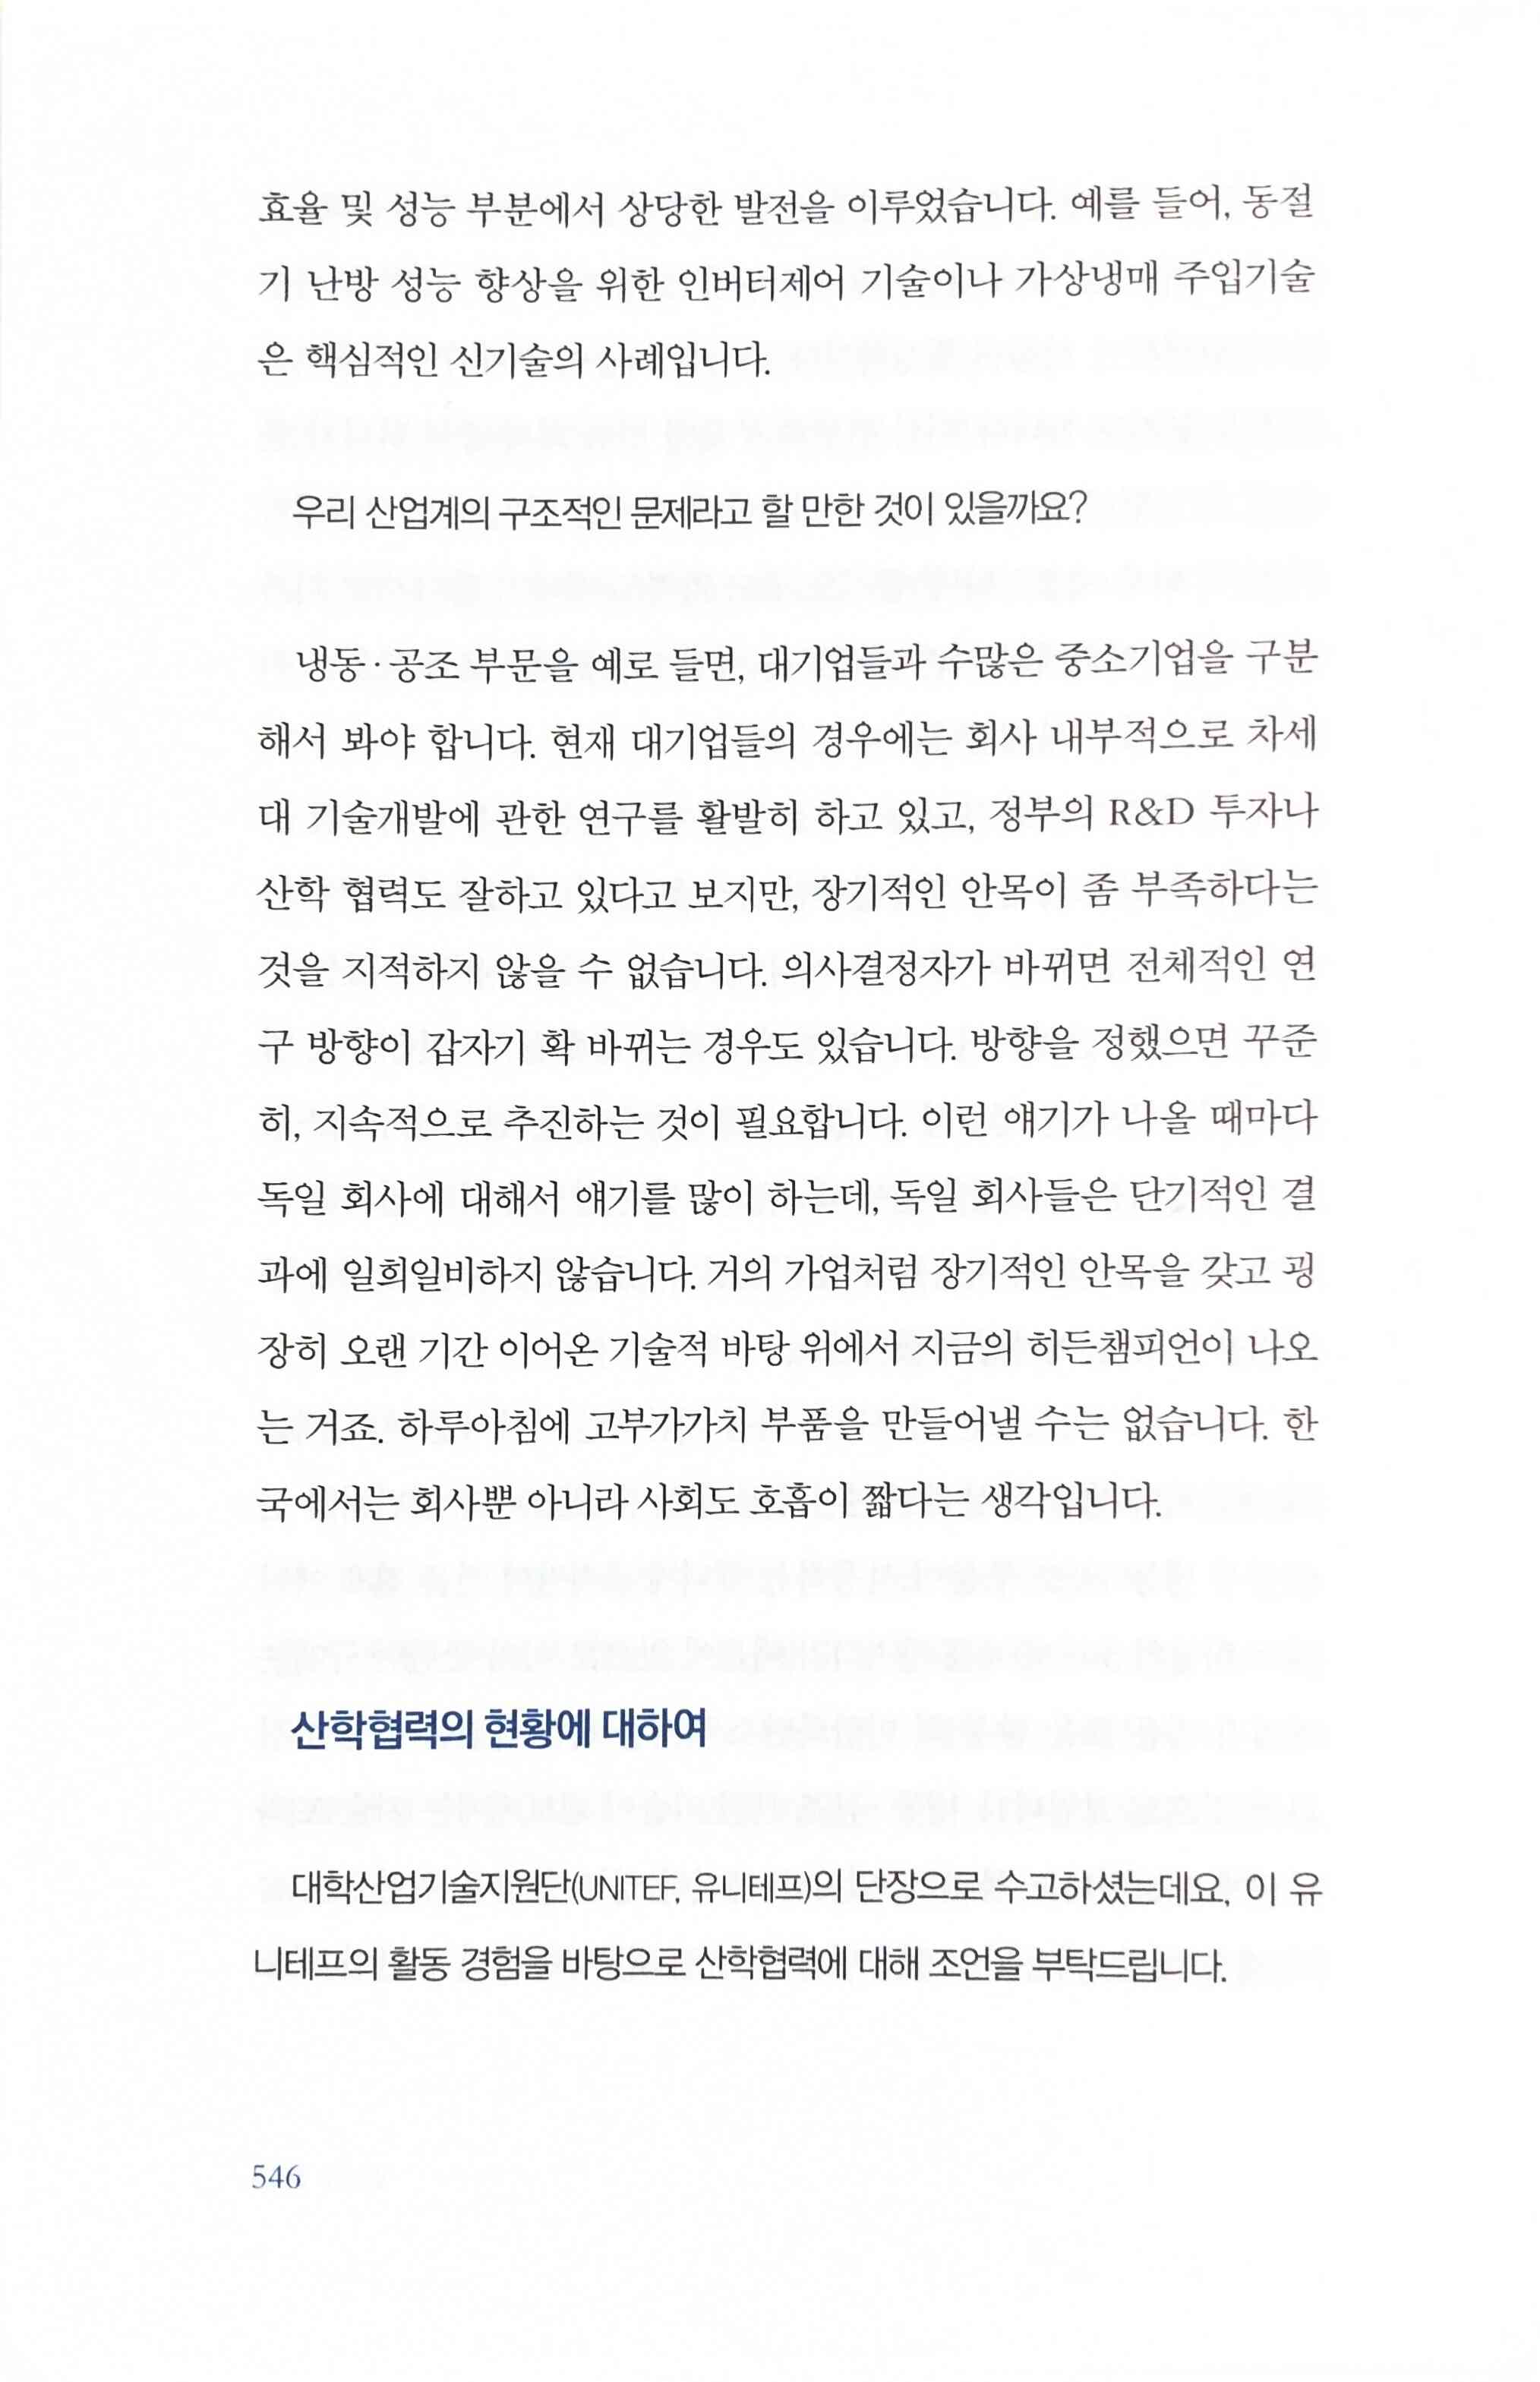 효율 및 성능 부분에서 상당한 발전을 이루었습니다. 예를 들어, 동절
기 난방 성능 향상을 위한 인버터제어 기술이나 가상냉매 주입기술
은 핵심적인 신기술의 사례입니다.
우리 산업계의 구조적인 문제라고 할 만한 것이 있을까요?
냉동·공조 부문을 예로 들면, 대기업들과 수많은 중소기업을 구분
해서 봐야 합니다. 현재 대기업들의 경우에는 회사 내부적으로 차세
대 기술개발에 관한 연구를 활발히 하고 있고, 정부의 R&D 투자나
산학 협력도 잘하고 있다고 보지만, 장기적인 안목이 좀 부족하다는
것을 지적하지 않을 수 없습니다. 의사결정자가 바뀌면 전체적인 연
구 방향이 갑자기 확 바뀌는 경우도 있습니다. 방향을 정했으면 꾸준
히, 지속적으로 추진하는 것이 필요합니다. 이런 얘기가 나올 때마다
독일 회사에 대해서 얘기를 많이 하는데, 독일 회사들은 단기적인 결
과에 일희일비하지 않습니다. 거의 가업처럼 장기적인 안목을 갖고 굉
장히 오랜 기간 이어온 기술적 바탕 위에서 지금의 히든챔피언이 나오
는 거죠. 하루아침에 고부가가치 부품을 만들어낼 수는 없습니다. 한
국에서는 회사뿐 아니라 사회도 호흡이 짧다는 생각입니다.
산학협력의 현황에 대하여
대학산업기술지원단(UNITEF, 유니테프)의 단장으로 수고하셨는데요, 이 유
니테프의 활동 경험을 바탕으로 산학협력에 대해 조언을 부탁드립니다.
546